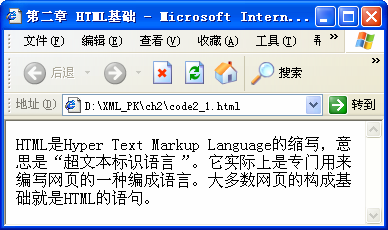 第二章 HTML基础 - Microsoft Intern...
文件(F) 编辑(E) 查看(V) 收藏(A) 工具(T) »
后退 搜索 »
地址(D) D:\XML_PK\ch2\code2_1.html 转到
HTML是Hyper Text Markup Language的缩写，意
思是“超文本标识语言 ”。它实际上是专门用来
编写网页的一种编成语言。大多数网页的构成基
础就是HTML的语句。